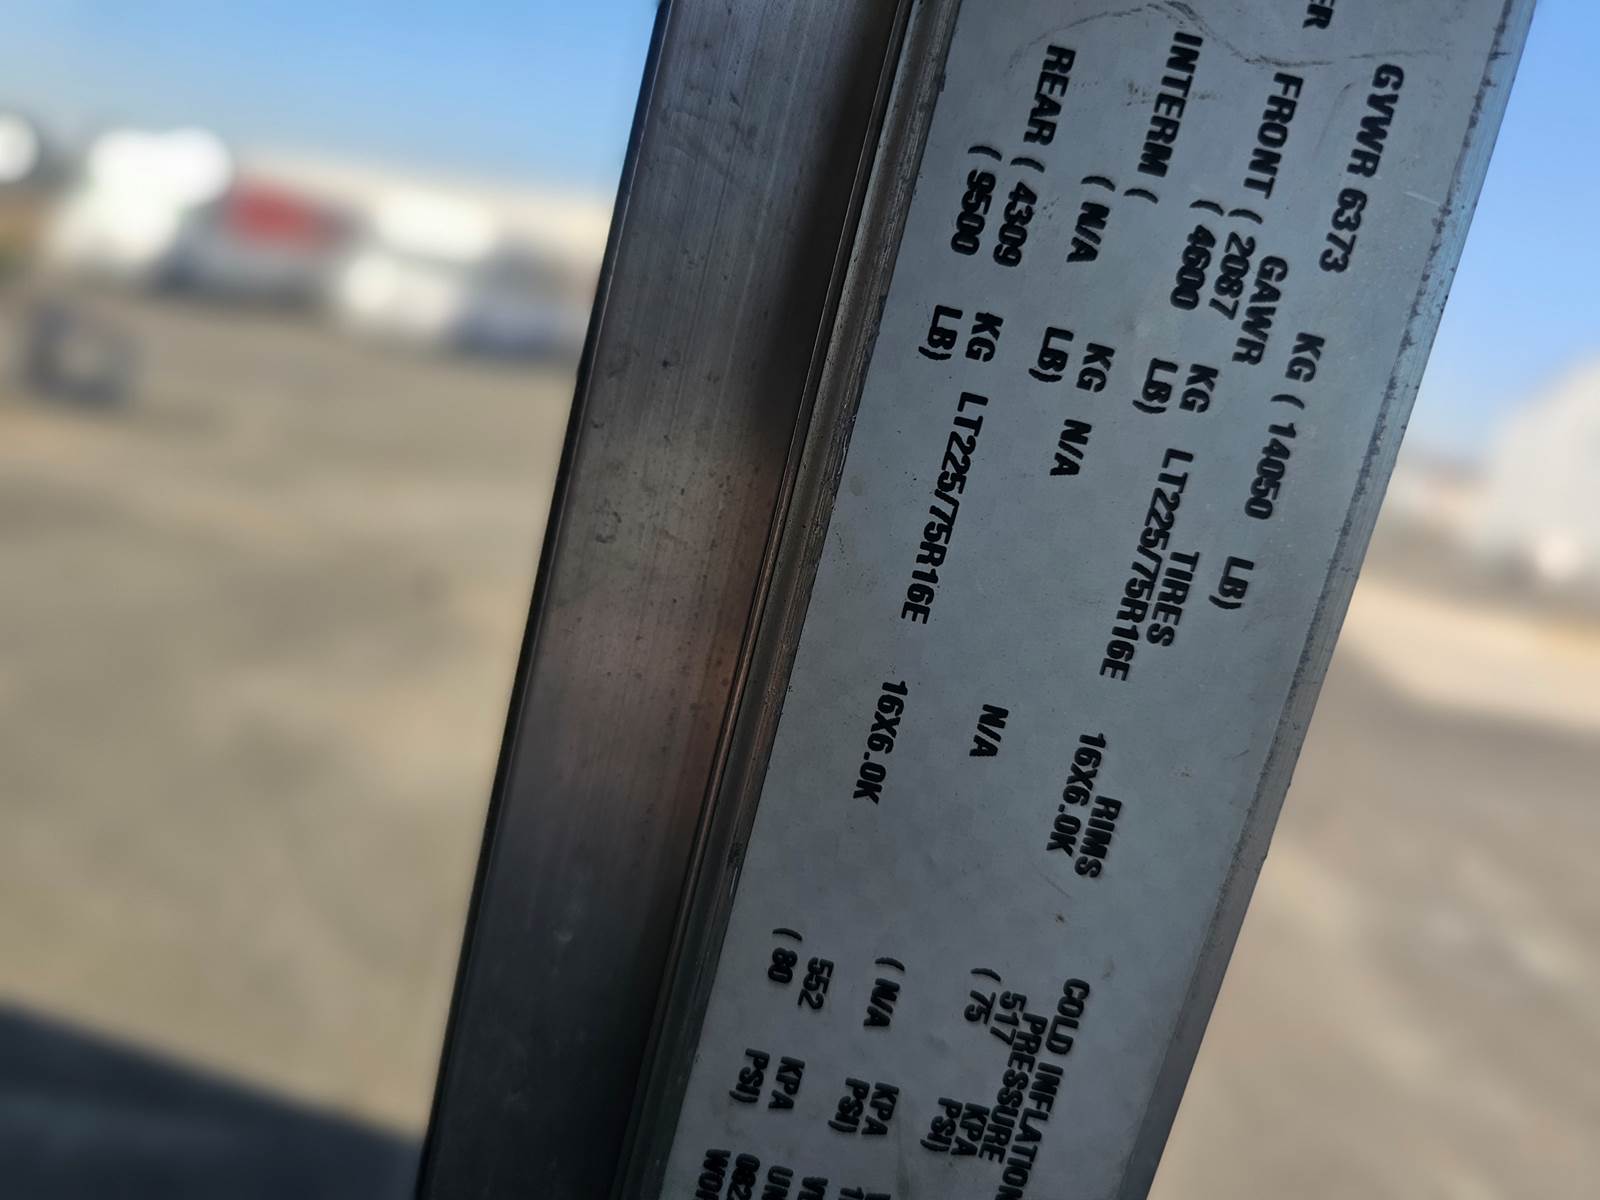 GVWR 6373 KG ( 14050 LB)
GAWR TIRES RIMS COLD INFLATION PRESSURE
FRONT ( 2087 KG LT225/75R16E 16X6.0K 517 KPA
( 4600 LB) ( 75 PSI)
INTERM ( KG N/A N/A KPA
( N/A LB) ( N/A PSI)
REAR ( 4309 KG LT225/75R16E 16X6.0K 552 KPA
( 9500 LB) ( 80 PSI)